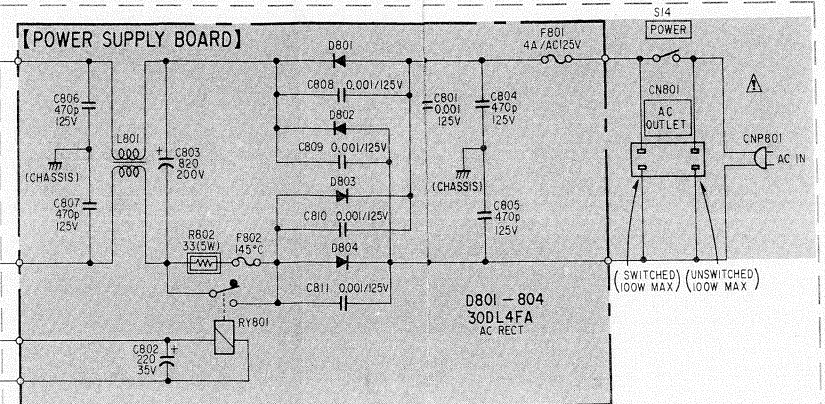 S14
POWER
【POWER SUPPLY BOARD】
F801
4A/AC125V
D801
C808 0.001/125V
D802
C809 0.001/125V
D803
C810 0.001/125V
D804
C811 0.001/125V
C806
470p
125V
(CHASSIS)
C807
470p
125V
L801
C803
820
200V
+
R802
33(5W)
F802
145°C
RY801
C802
220
35V
+
C801
0.001
125V
C804
470p
125V
(CHASSIS)
C805
470p
125V
D801 – 804
30DL4FA
AC RECT
CN801
AC
OUTLET
CNP801
AC IN
(SWITCHED
100W MAX)
(UNSWITCHED
100W MAX)